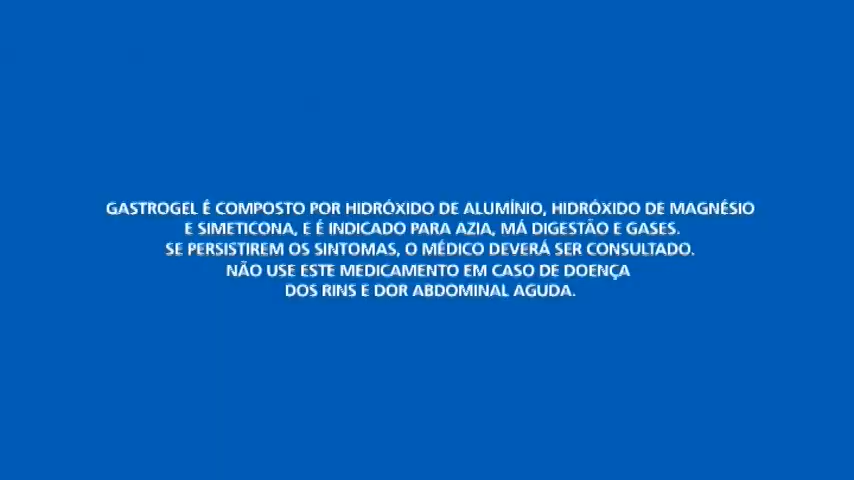 GASTROGEL É COMPOSTO POR HIDRÓXIDO DE ALUMÍNIO, HIDRÓXIDO DE MAGNÉSIO
E SIMETICONA, E É INDICADO PARA AZIA, MÁ DIGESTÃO E GASES.
SE PERSISTIREM OS SINTOMAS, O MÉDICO DEVERÁ SER CONSULTADO.
NÃO USE ESTE MEDICAMENTO EM CASO DE DOENÇA
DOS RINS E DOR ABDOMINAL AGUDA.